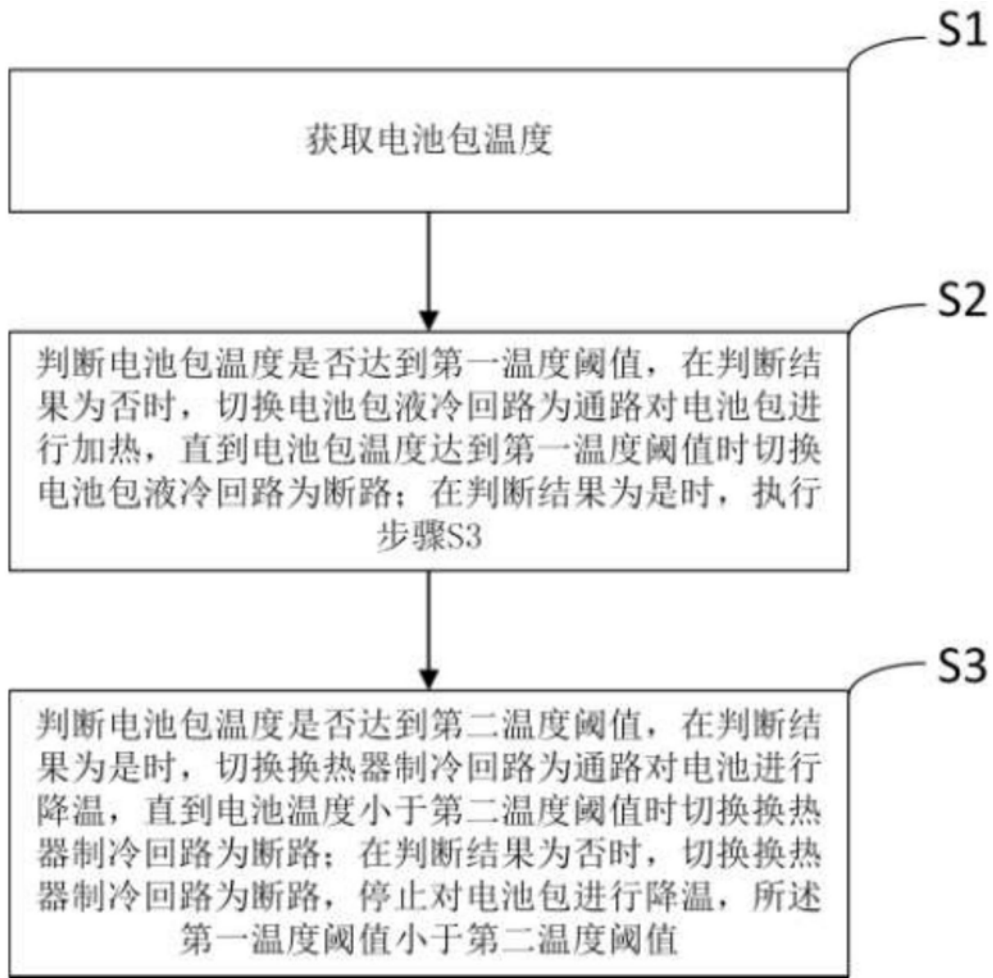 S1
获取电池包温度
S2
判断电池包温度是否达到第一温度阈值，在判断结
果为否时，切换电池包液冷回路为通路对电池包进
行加热，直到电池包温度达到第一温度阈值时切换
电池包液冷回路为断路；在判断结果为是时，执行
步骤S3
S3
判断电池包温度是否达到第二温度阈值，在判断结
果为是时，切换换热器制冷回路为通路对电池进行
降温，直到电池温度小于第二温度阈值时切换换热
器制冷回路为断路；在判断结果为否时，切换换热
器制冷回路为断路，停止对电池包进行降温，所述
第一温度阈值小于第二温度阈值